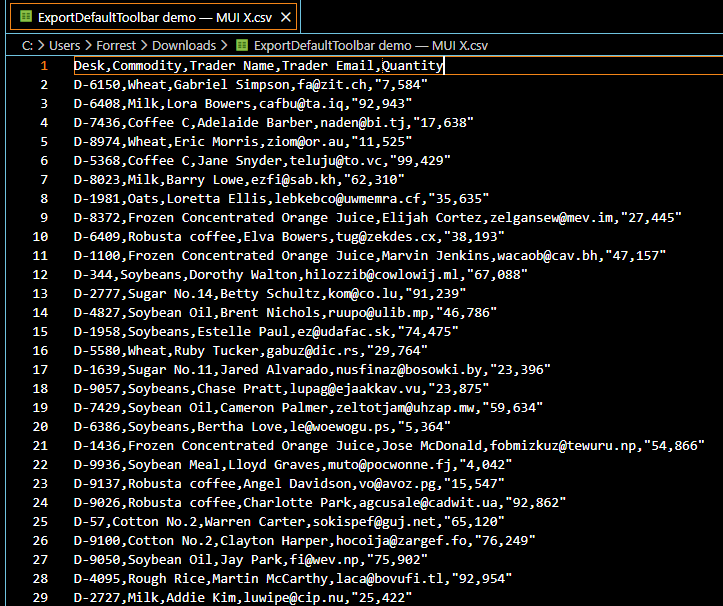 ExportDefaultToolbar demo — MUI X.csv
C: > Users > Forrest > Downloads > ExportDefaultToolbar demo — MUI X.csv
1 Desk,Commodity,Trader Name,Trader Email,Quantity
2 D-6150,Wheat,Gabriel Simpson,fa@zit.ch,"7,584"
3 D-6408,Milk,Lora Bowers,cafbu@ta.iq,"92,943"
4 D-7436,Coffee C,Adelaide Barber,naden@bi.tj,"17,638"
5 D-8974,Wheat,Eric Morris,ziom@or.au,"11,525"
6 D-5368,Coffee C,Jane Snyder,teluju@to.vc,"99,429"
7 D-8023,Milk,Barry Lowe,ezfi@sab.kh,"62,310"
8 D-1981,Oats,Loretta Ellis,lebkebco@uwmemra.cf,"35,635"
9 D-8372,Frozen Concentrated Orange Juice,Elijah Cortez,zelgansew@mev.im,"27,445"
10 D-6409,Robusta coffee,Elva Bowers,tug@zekdes.cx,"38,193"
11 D-1100,Frozen Concentrated Orange Juice,Marvin Jenkins,wacaob@cav.bh,"47,157"
12 D-344,Soybeans,Dorothy Walton,hilozzib@cowlowij.ml,"67,088"
13 D-2777,Sugar No.14,Betty Schultz,kom@co.lu,"91,239"
14 D-4827,Soybean Oil,Brent Nichols,ruupo@ulib.mp,"46,786"
15 D-1958,Soybeans,Estelle Paul,ez@udafac.sk,"74,475"
16 D-5580,Wheat,Ruby Tucker,gabuz@dic.rs,"29,764"
17 D-1639,Sugar No.11,Jared Alvarado,nusfinaz@bosowki.by,"23,396"
18 D-9057,Soybeans,Chase Pratt,lupag@ejaakkav.vu,"23,875"
19 D-7429,Soybean Oil,Cameron Palmer,zeltotjam@uhzap.mw,"59,634"
20 D-6386,Soybeans,Bertha Love,le@woewogu.ps,"5,364"
21 D-1436,Frozen Concentrated Orange Juice,Jose McDonald,fobmizkuz@tewuru.np,"54,866"
22 D-9936,Soybean Meal,Lloyd Graves,muto@pocwonne.fj,"4,042"
23 D-9137,Robusta coffee,Angel Davidson,vo@avoz.pg,"15,547"
24 D-9026,Robusta coffee,Charlotte Park,agcusale@cadwit.ua,"92,862"
25 D-57,Cotton No.2,Warren Carter,sokispef@guj.net,"65,120"
26 D-9100,Cotton No.2,Clayton Harper,hocoija@zargef.fo,"76,249"
27 D-9050,Soybean Oil,Jay Park,fi@wev.np,"75,902"
28 D-4095,Rough Rice,Martin McCarthy,laca@bovufi.tl,"92,954"
29 D-2727,Milk,Addie Kim,luwipe@cip.nu,"25,422"